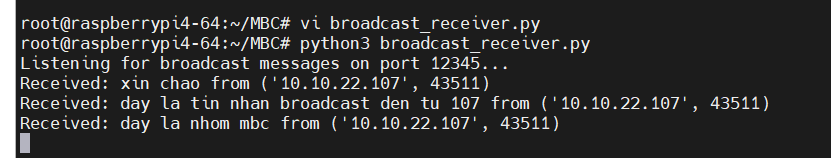 root@raspberrypi4-64:~/MBC# vi broadcast_receiver.py
root@raspberrypi4-64:~/MBC# python3 broadcast_receiver.py
Listening for broadcast messages on port 12345...
Received: xin chao from ('10.10.22.107', 43511)
Received: day la tin nhan broadcast den tu 107 from ('10.10.22.107', 43511)
Received: day la nhom mbc from ('10.10.22.107', 43511)